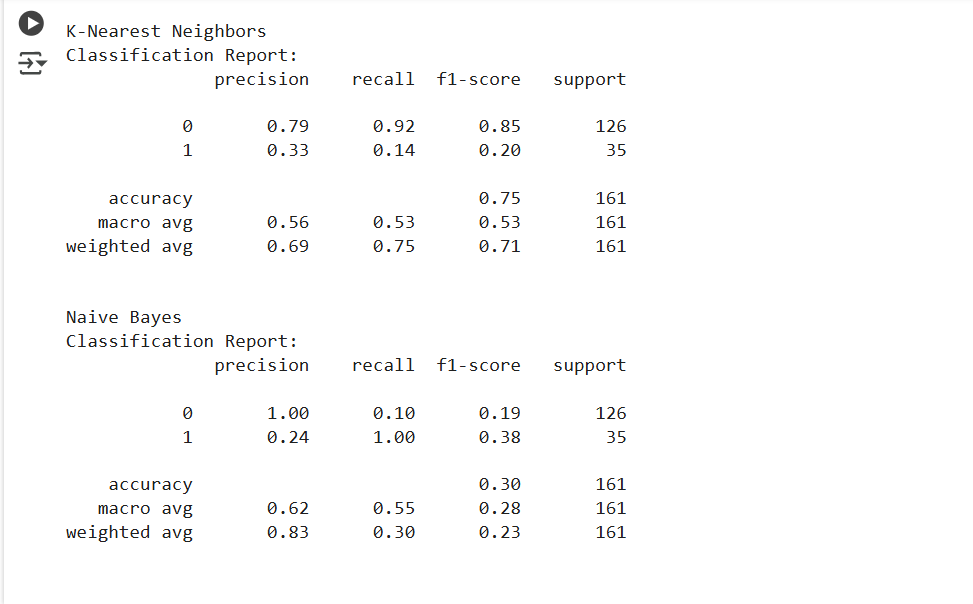 K-Nearest Neighbors
Classification Report:
precision recall f1-score support
0 0.79 0.92 0.85 126
1 0.33 0.14 0.20 35
accuracy 0.75 161
macro avg 0.56 0.53 0.53 161
weighted avg 0.69 0.75 0.71 161
Naive Bayes
Classification Report:
precision recall f1-score support
0 1.00 0.10 0.19 126
1 0.24 1.00 0.38 35
accuracy 0.30 161
macro avg 0.62 0.55 0.28 161
weighted avg 0.83 0.30 0.23 161